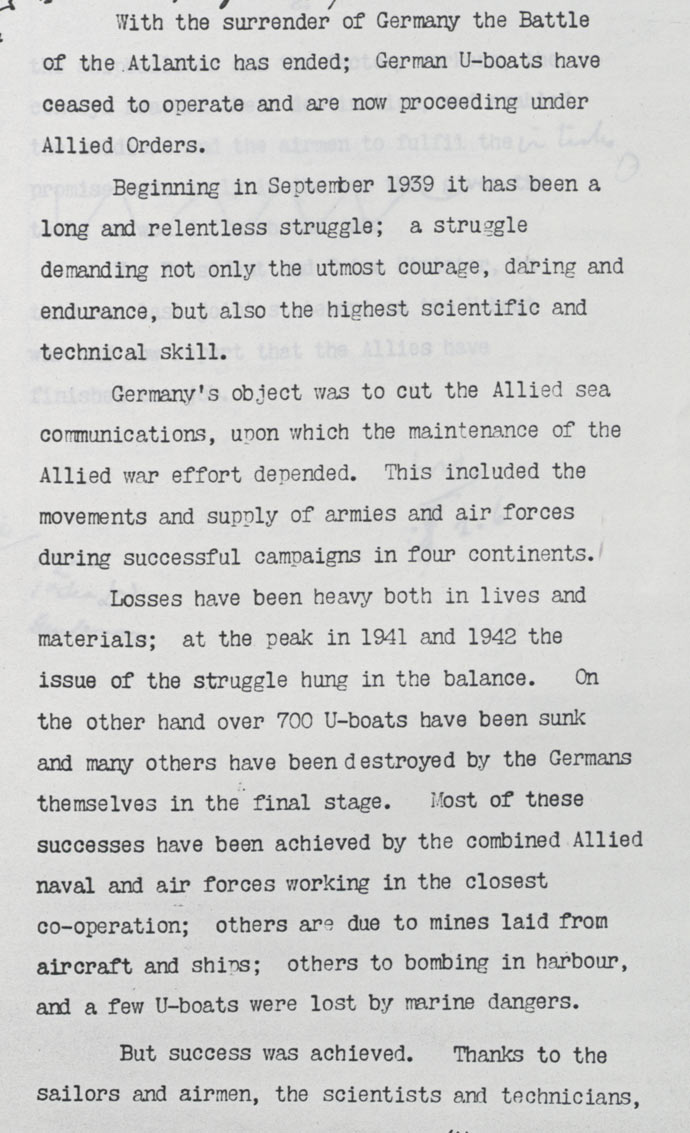 With the surrender of Germany the Battle
of the Atlantic has ended; German U-boats have
ceased to operate and are now proceeding under
Allied Orders.
Beginning in September 1939 it has been a
long and relentless struggle; a struggle
demanding not only the utmost courage, daring and
endurance, but also the highest scientific and
technical skill.
Germany's object was to cut the Allied sea
communications, upon which the maintenance of the
Allied war effort depended. This included the
movements and supply of armies and air forces
during successful campaigns in four continents.
Losses have been heavy both in lives and
materials; at the peak in 1941 and 1942 the
issue of the struggle hung in the balance. On
the other hand over 700 U-boats have been sunk
and many others have been destroyed by the Germans
themselves in the final stage. Most of these
successes have been achieved by the combined Allied
naval and air forces working in the closest
co-operation; others are due to mines laid from
aircraft and ships; others to bombing in harbour,
and a few U-boats were lost by marine dangers.
But success was achieved. Thanks to the
sailors and airmen, the scientists and technicians,